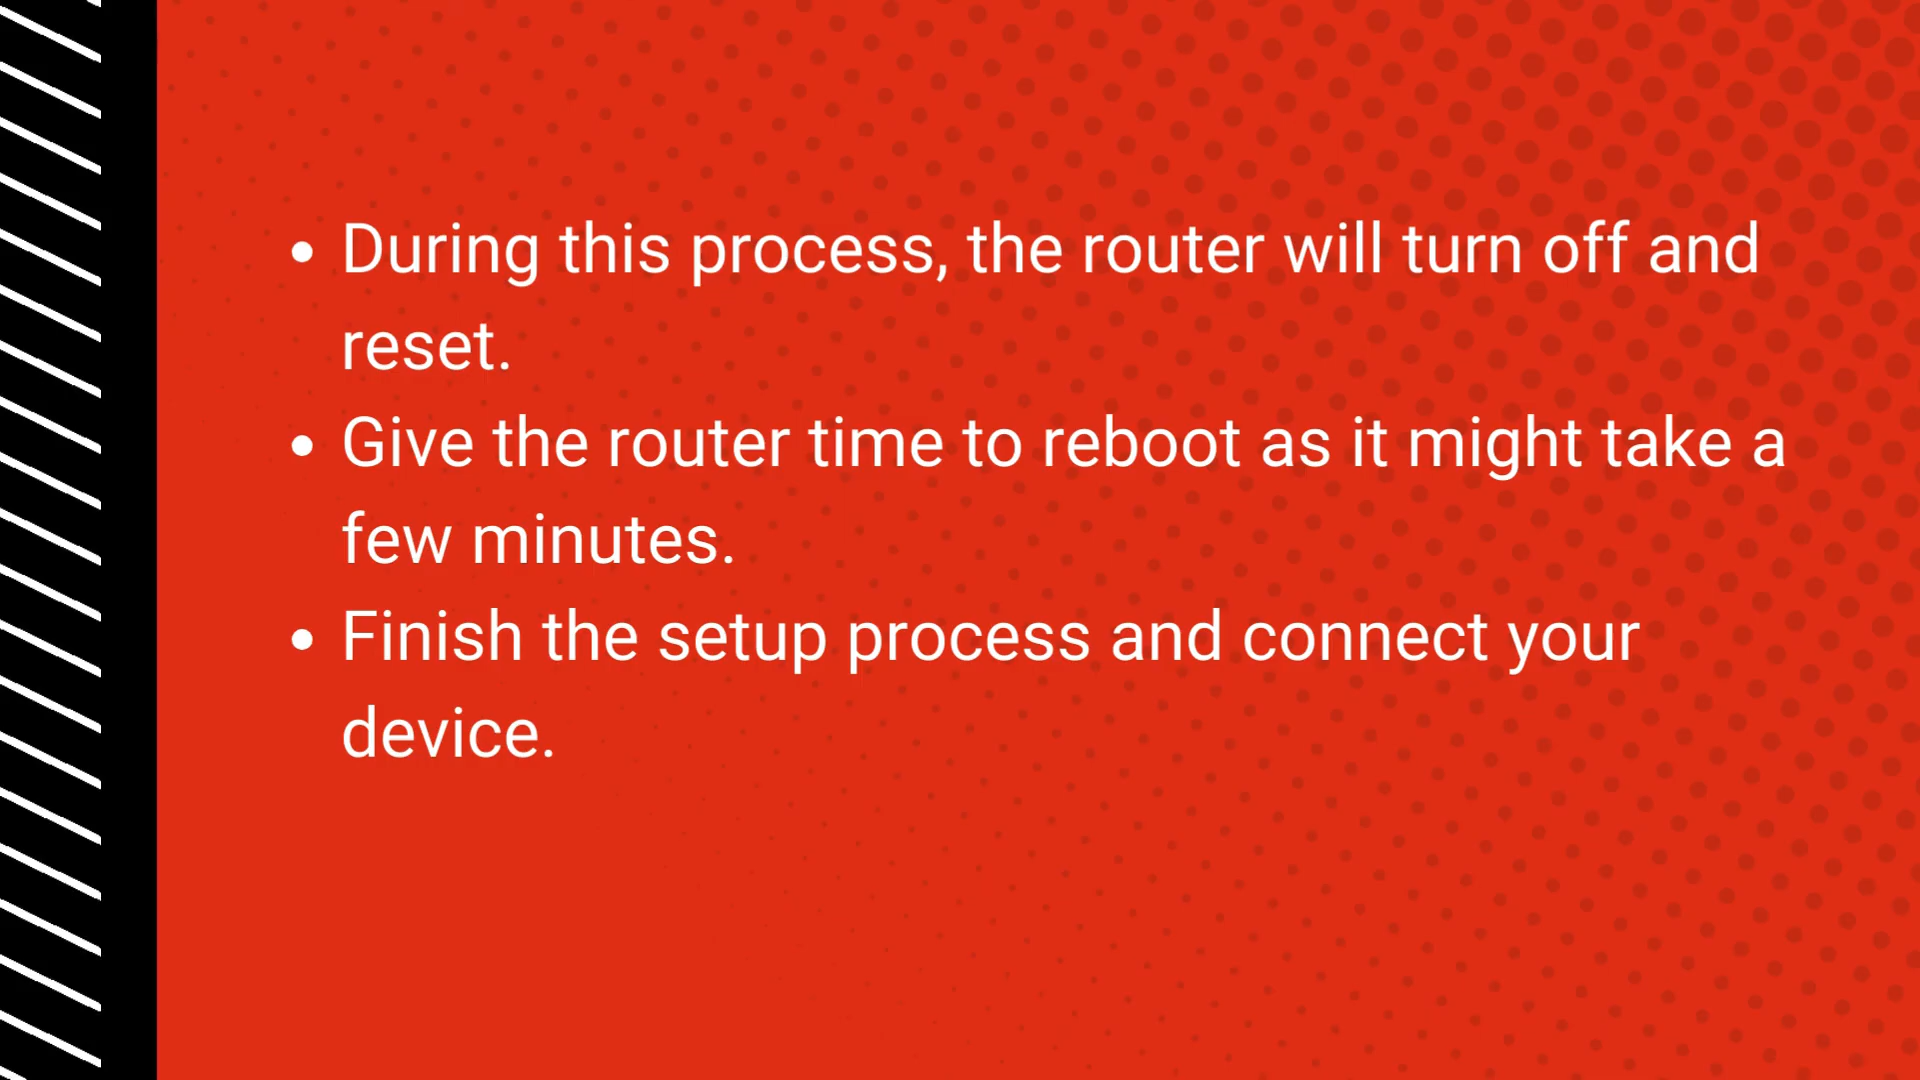 • During this process, the router will turn off and
reset.
• Give the router time to reboot as it might take a
few minutes.
• Finish the setup process and connect your
device.